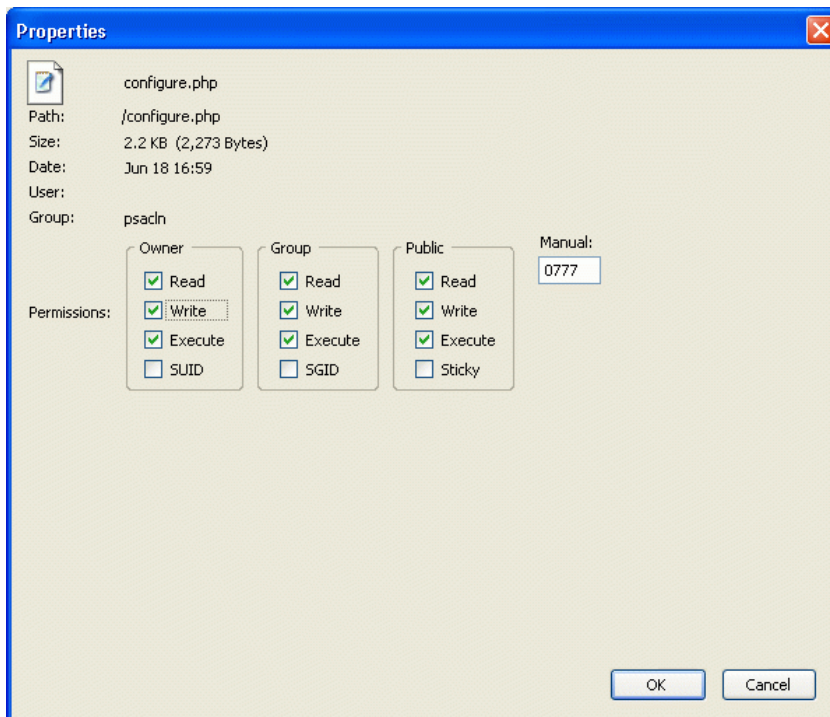 Properties
configure.php
Path: /configure.php
Size: 2.2 KB (2,273 Bytes)
Date: Jun 18 16:59
User:
Group: psacln
Owner Group Public Manual:
Read Read Read 0777
Permissions: Write Write Write
Execute Execute Execute
SUID SGID Sticky
OK Cancel